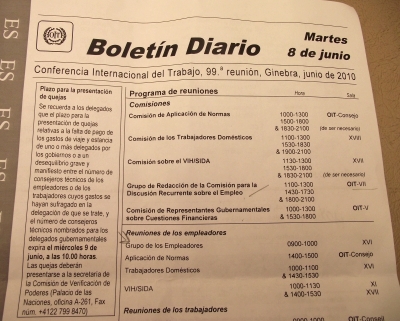 Boletín Diario
Martes
8 de junio
Conferencia Internacional del Trabajo, 99.ª reunión, Ginebra, junio de 2010
Plazo para la presentación
de quejas
Se recuerda a los delegados
que el plazo para la
presentación de quejas
relativas a la falta de pago de
los gastos de viaje y estancia
de uno o más delegados por
los gobiernos o a un
desequilibrio grave y
manifiesto entre el número de
consejeros técnicos de los
empleadores o de los
trabajadores cuyos gastos se
hayan sufragado en la
delegación de que se trate, y
el número de consejeros
técnicos nombrados para los
delegados gubernamentales
expira el miércoles 9 de
junio, a las 10.00 horas.
Las quejas deberán
presentarse a la secretaría de
la Comisión de Verificación de
Poderes (Palacio de las
Naciones, oficina A-261, Fax
núm. +4122 799 8470)
Programa de reuniones Hora Sala
Comisiones
Comisión de Aplicación de Normas 1000-1300 OIT-Consejo
1500-1800
& 1830-2100 (de ser necesario)
Comisión de los Trabajadores Domésticos 1000-1300 XVIII
1530-1830
& 1900-2100
Comisión sobre el VIH/SIDA 1130-1300 XVII
1530-1800
& 1830-2100 (de ser necesario)
Grupo de Redacción de la Comisión para la 1100-1300 OIT-VII
Discusión Recurrente sobre el Empleo 1430-1730
& 1800-2100
Comisión de Representantes Gubernamentales 1000-1300 OIT-V
sobre Cuestiones Financieras & 1530-1800
Reuniones de los empleadores
Grupo de los Empleadores 0900-1000 XVI
Aplicación de Normas 1400-1500 OIT-Consejo
Trabajadores Domésticos 1000-1100 XVI
& 1430-1530
VIH/SIDA 1000-1130 XI
& 1400-1530 XVII
Reuniones de los trabajadores
ES
ES
ES
ES
ES